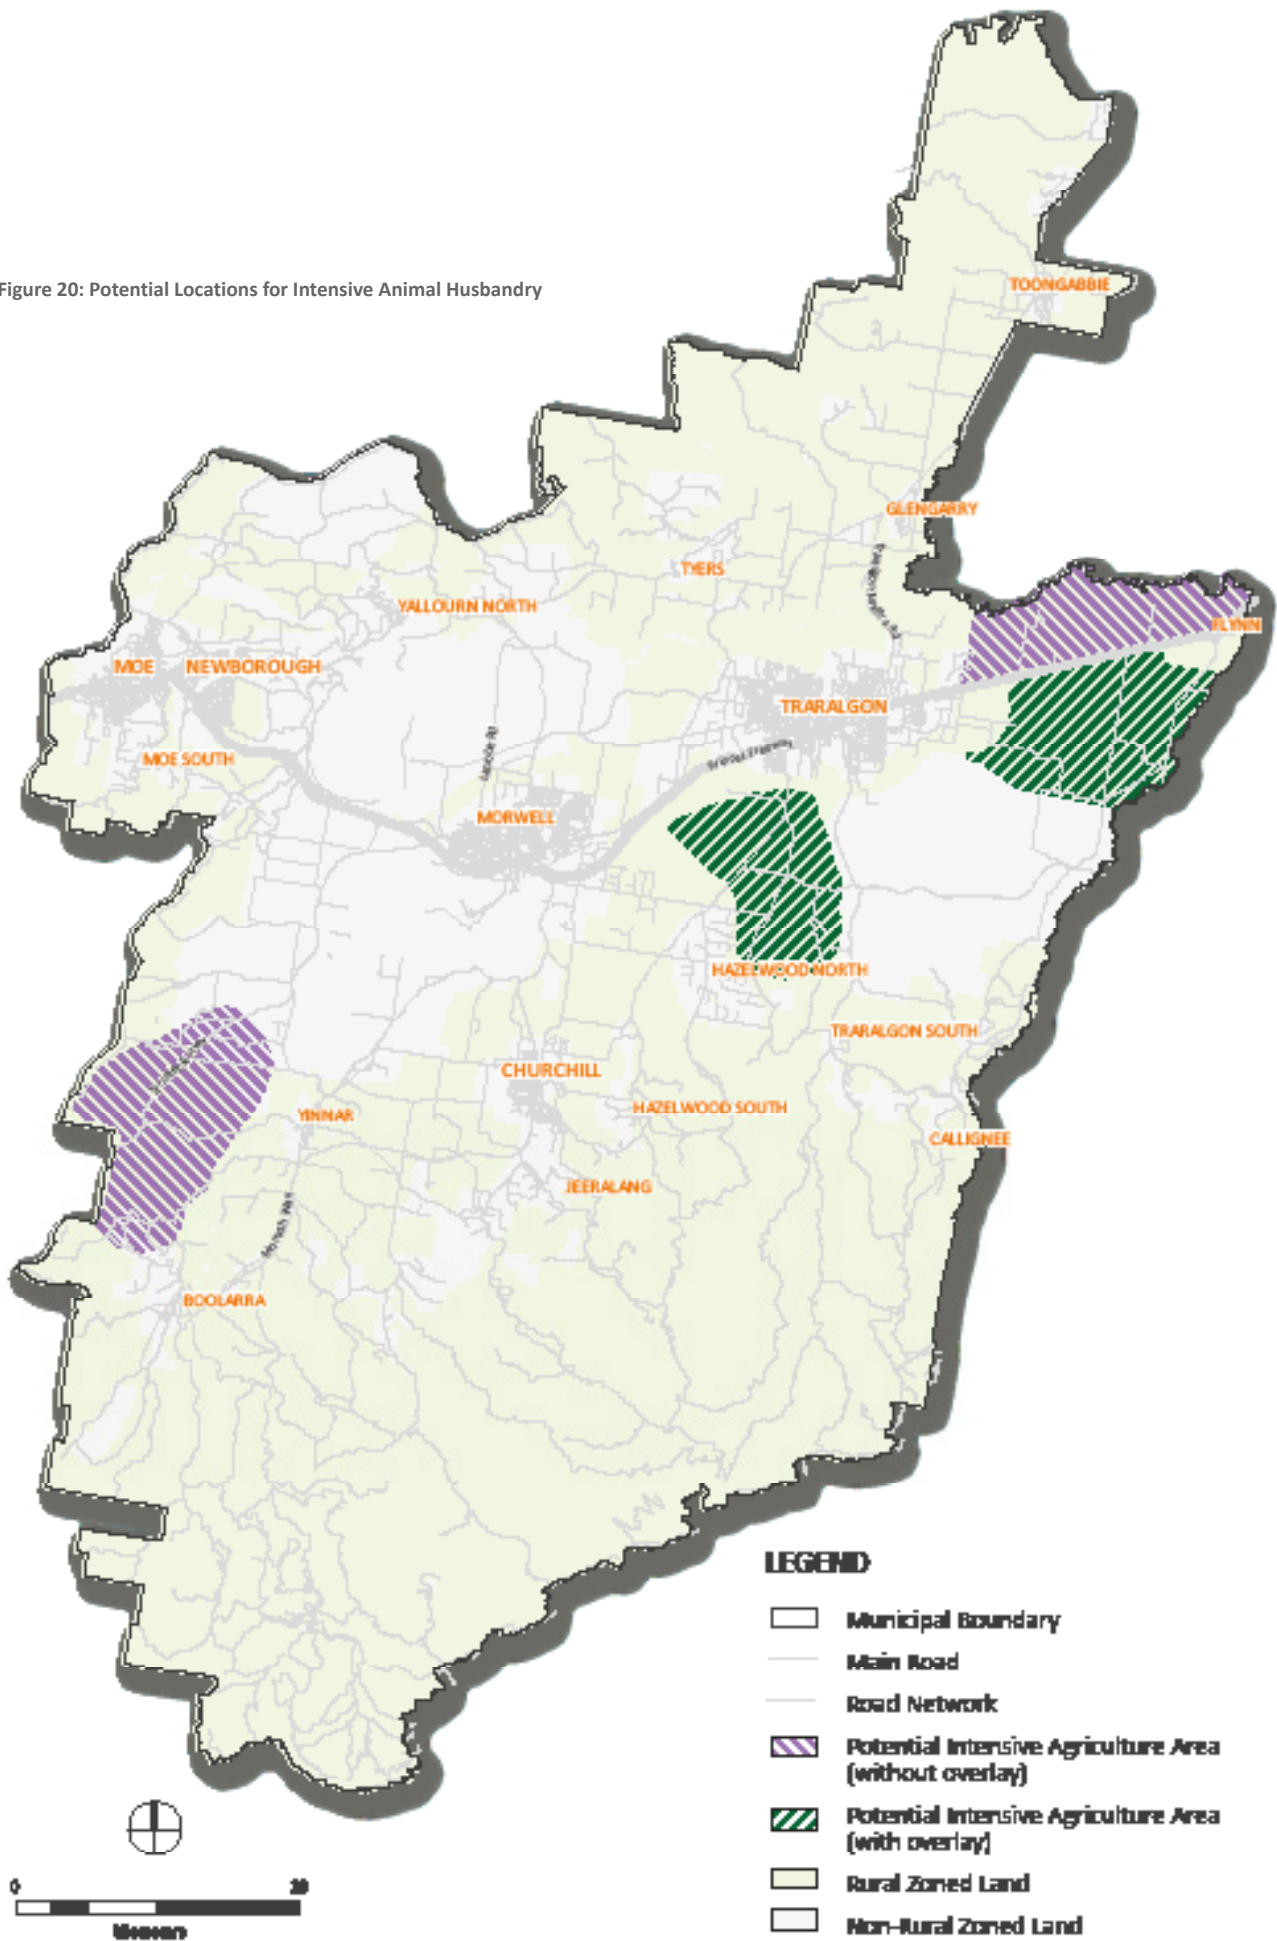 Figure 20: Potential Locations for Intensive Animal Husbandry
TOONGABBIE
GLENGARRY
TYERS
YALLOURN NORTH
FLYNN
MOE
NEWBOROUGH
TRARALGON
MOE SOUTH
Princes Freeway
MORWELL
HAZELWOOD NORTH
TRARALGON SOUTH
CHURCHILL
HAZELWOOD SOUTH
YINNAR
CALLIGNEE
JEERALANG
BOOLARRA
LEGEND
Municipal Boundary
Main Road
Road Network
Potential Intensive Agriculture Area
(without overlay)
Potential Intensive Agriculture Area
(with overlay)
Rural Zoned Land
Non-Rural Zoned Land
0